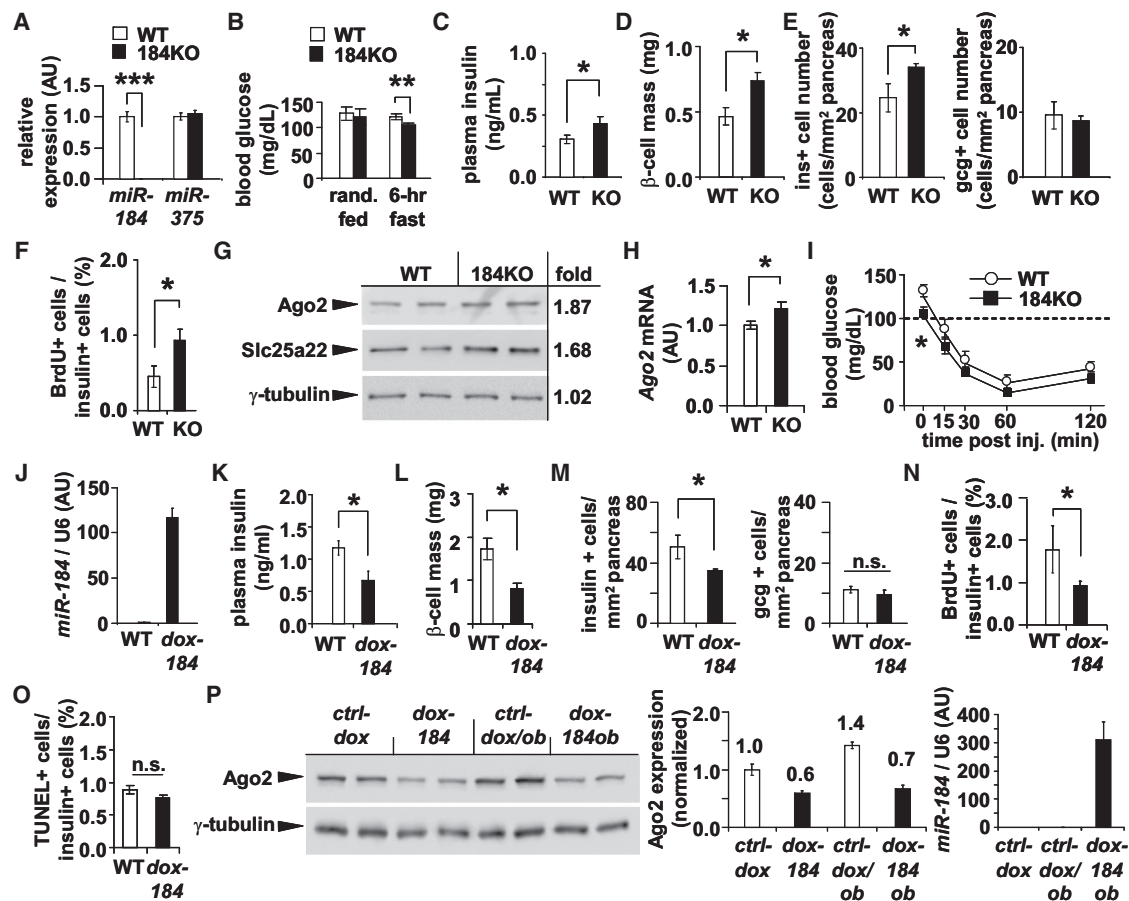 A
WT
184KO
relative
expression (AU)
***
1.5
1.0
0.5
0.0
miR-
184
miR-
375
B
WT
184KO
blood glucose
(mg/dL)
**
150
100
50
0
rand.
fed
6-hr
fast
C
plasma insulin
(ng/mL)
*
1.0
0.5
0.0
WT KO
D
β-cell mass (mg)
*
1.0
0.5
0.0
WT KO
E
ins+ cell number
(cells/mm² pancreas)
*
40
20
0
WT KO
gcg+ cell number
(cells/mm² pancreas)
20
10
0
WT KO
F
BrdU+ cells /
insulin+ cells (%)
*
2.0
1.0
0.0
WT KO
G
WT 184KO fold
Ago2 1.87
Slc25a22 1.68
γ-tubulin 1.02
H
Ago2 mRNA
(AU)
*
1.5
1.0
0.5
0.0
WT KO
I
WT
184KO
blood glucose
(mg/dL)
150
100
50
0
*
0 15 30 60 120
time post inj. (min)
J
miR-184 / U6 (AU)
150
100
50
0
WT dox-
184
K
plasma insulin
(ng/ml)
*
2.0
1.5
1.0
0.5
0.0
WT dox-
184
L
β-cell mass (mg)
*
3
2
1
0
WT dox-
184
M
insulin + cells/
mm² pancreas
*
80
40
0
WT dox-
184
gcg + cells/
mm² pancreas
n.s.
40
20
0
WT dox-
184
N
BrdU+ cells /
insulin+ cells (%)
*
3.0
2.0
1.0
0.0
WT dox-
184
O
TUNEL+ cells/
insulin+ cells (%)
n.s.
2.0
1.5
1.0
0.5
0.0
WT dox-
184
P
ctrl-
dox
dox-
184
ctrl-
dox/ob
dox-
184ob
Ago2
γ-tubulin
Ago2 expression
(normalized)
2.0
1.0
0.0
1.0
0.6
1.4
0.7
ctrl-
dox
dox-
184
ctrl-
dox/
ob
dox-
184
ob
miR-184 / U6 (AU)
400
300
200
100
0
ctrl-
dox
ctrl-
dox/
ob
dox-
184
ob